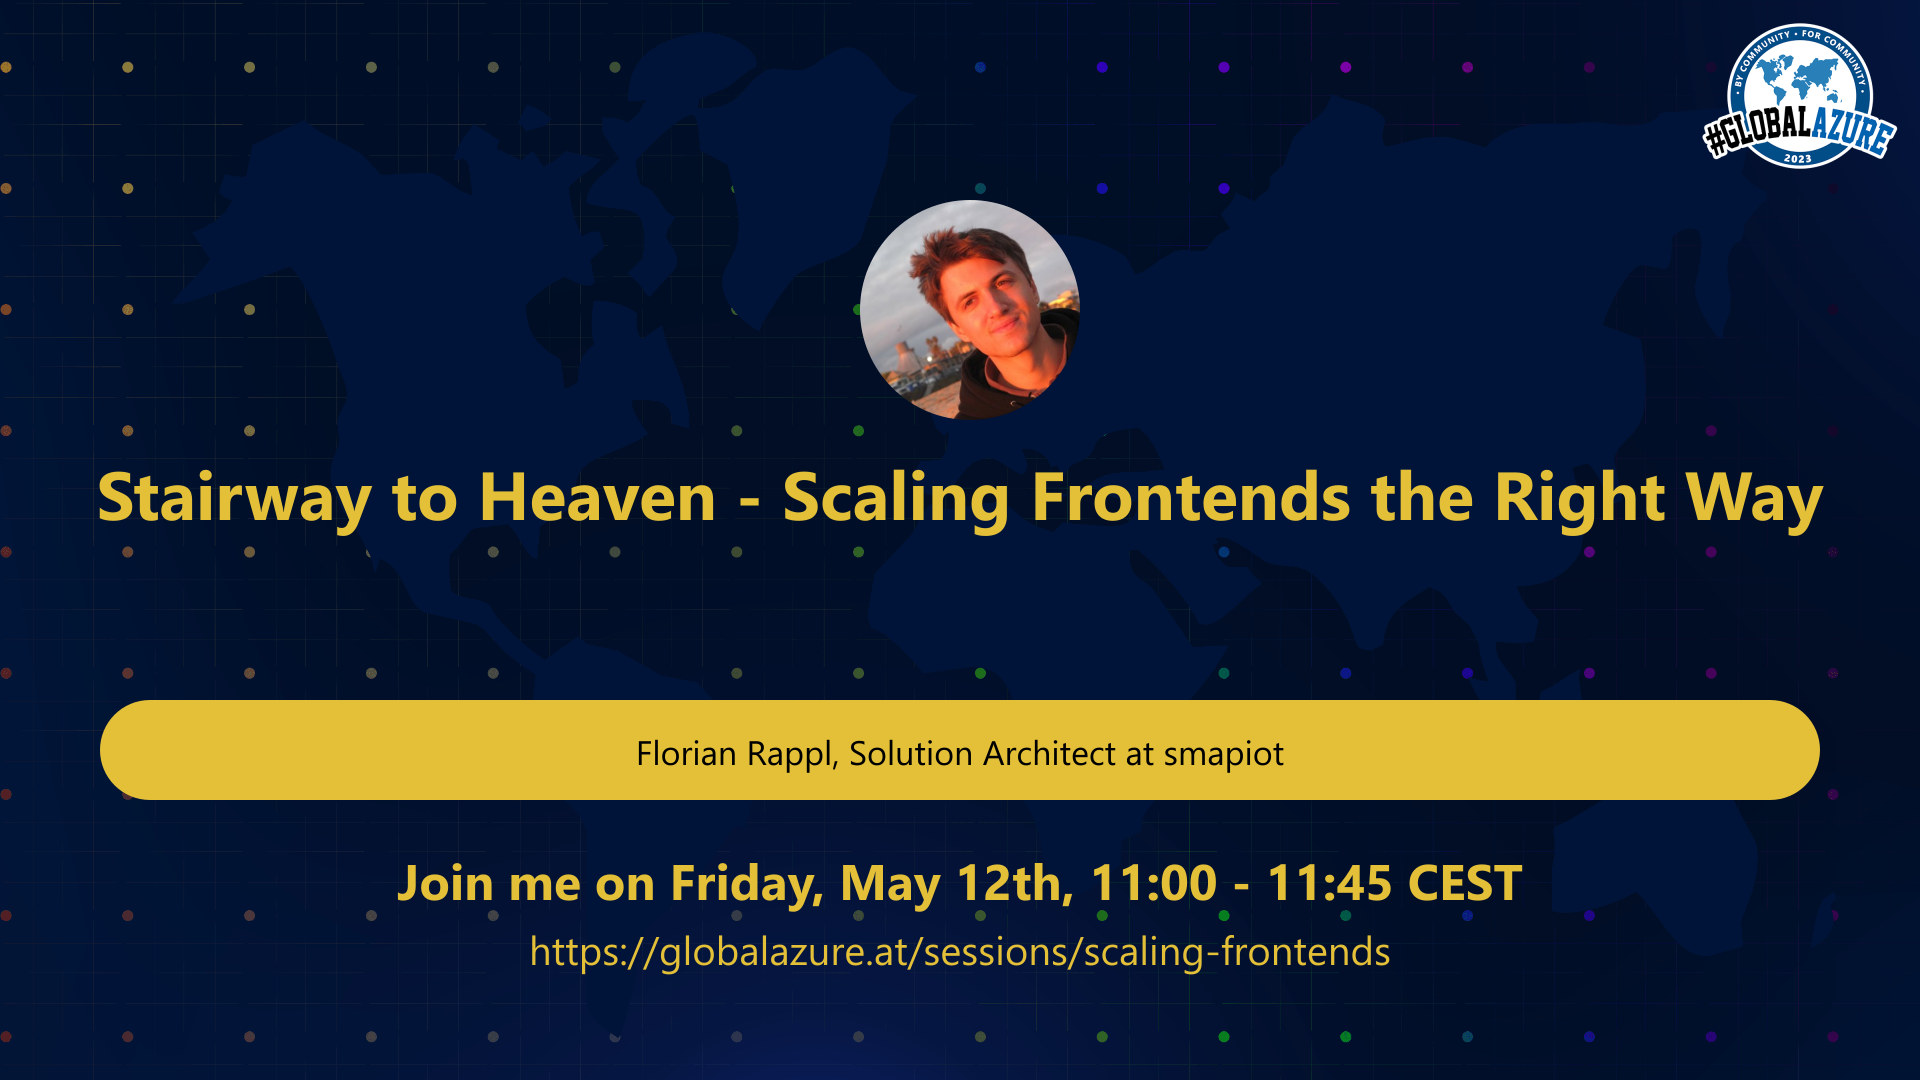 • BY COMMUNITY • FOR COMMUNITY •
#GLOBALAZURE
2023
Stairway to Heaven - Scaling Frontends the Right Way
Florian Rappl, Solution Architect at smapiot
Join me on Friday, May 12th, 11:00 - 11:45 CEST
https://globalazure.at/sessions/scaling-frontends